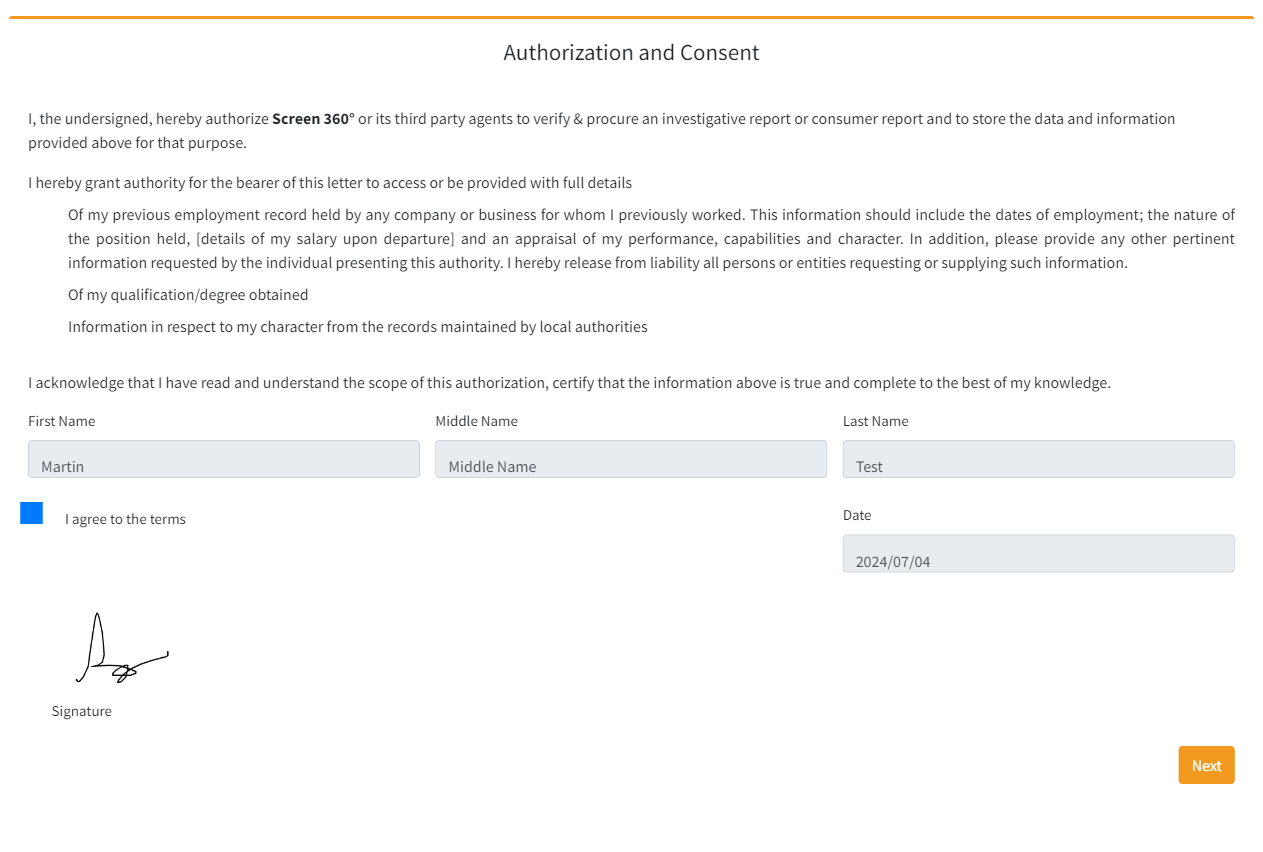 Authorization and Consent
I, the undersigned, hereby authorize Screen 360° or its third party agents to verify & procure an investigative report or consumer report and to store the data and information
provided above for that purpose.
I hereby grant authority for the bearer of this letter to access or be provided with full details
Of my previous employment record held by any company or business for whom I previously worked. This information should include the dates of employment; the nature of
the position held, [details of my salary upon departure] and an appraisal of my performance, capabilities and character. In addition, please provide any other pertinent
information requested by the individual presenting this authority. I hereby release from liability all persons or entities requesting or supplying such information.
Of my qualification/degree obtained
Information in respect to my character from the records maintained by local authorities
I acknowledge that I have read and understand the scope of this authorization, certify that the information above is true and complete to the best of my knowledge.
First Name Middle Name Last Name
Martin Middle Name Test
I agree to the terms
Date
2024/07/04
Signature
Next